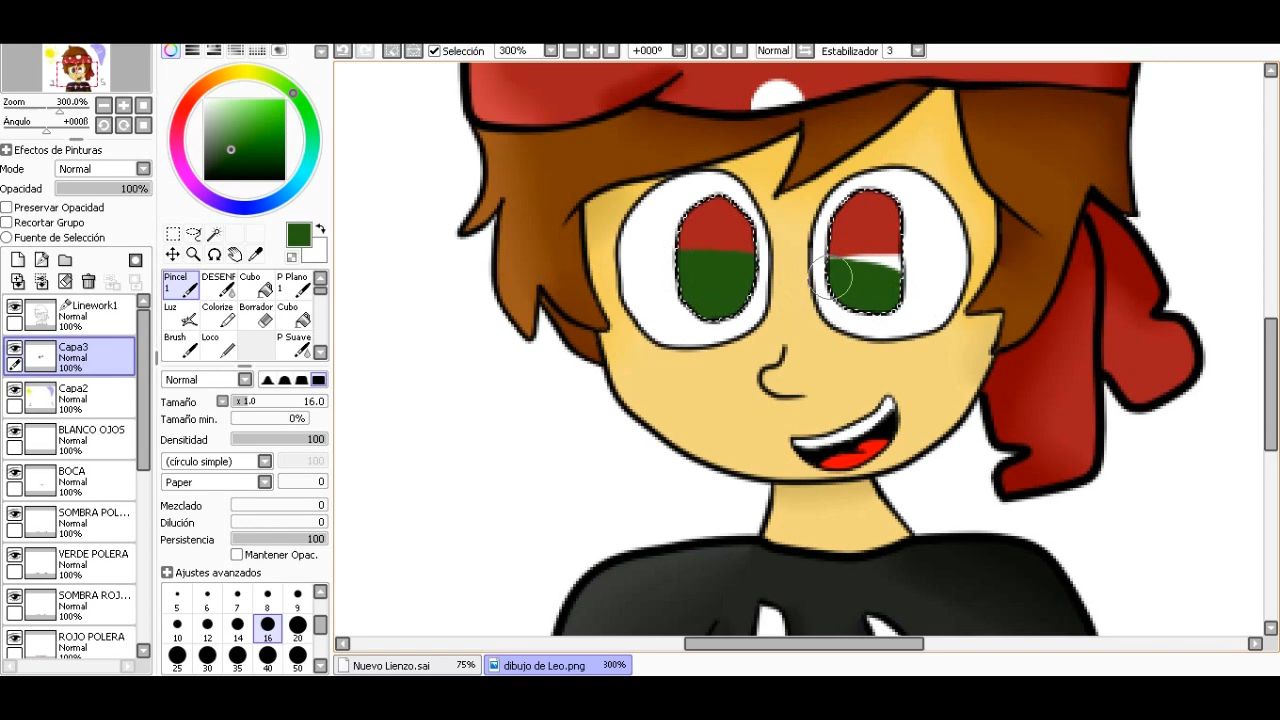 Selección 300% +000° Normal Estabilizador 3
Zoom 300.0%
Ángulo +000ß
Efectos de Pinturas
Mode Normal
Opacidad 100%
Preservar Opacidad
Recortar Grupo
Fuente de Selección
Linework1
Normal
100%
Capa3
Normal
100%
Capa2
Normal
100%
BLANCO OJOS
Normal
100%
BOCA
Normal
100%
SOMBRA POL...
Normal
100%
VERDE POLERA
Normal
100%
SOMBRA ROJ...
Normal
100%
ROJO POLERA
Normal
100%
Pincel 1 DESENF Cubo P Plano 1
Luz Colorize Borrador Cubo
Brush Loco P Suave
Normal
Tamaño x 1.0 16.0
Tamaño min. 0%
Densitidad 100
(círculo simple) 100
Paper 0
Mezclado 0
Dilución 0
Persistencia 100
Mantener Opac.
Ajustes avanzados
5 6 7 8 9
10 12 14 16 20
25 30 35 40 50
Nuevo Lienzo.sai 75% dibujo de Leo.png 300%